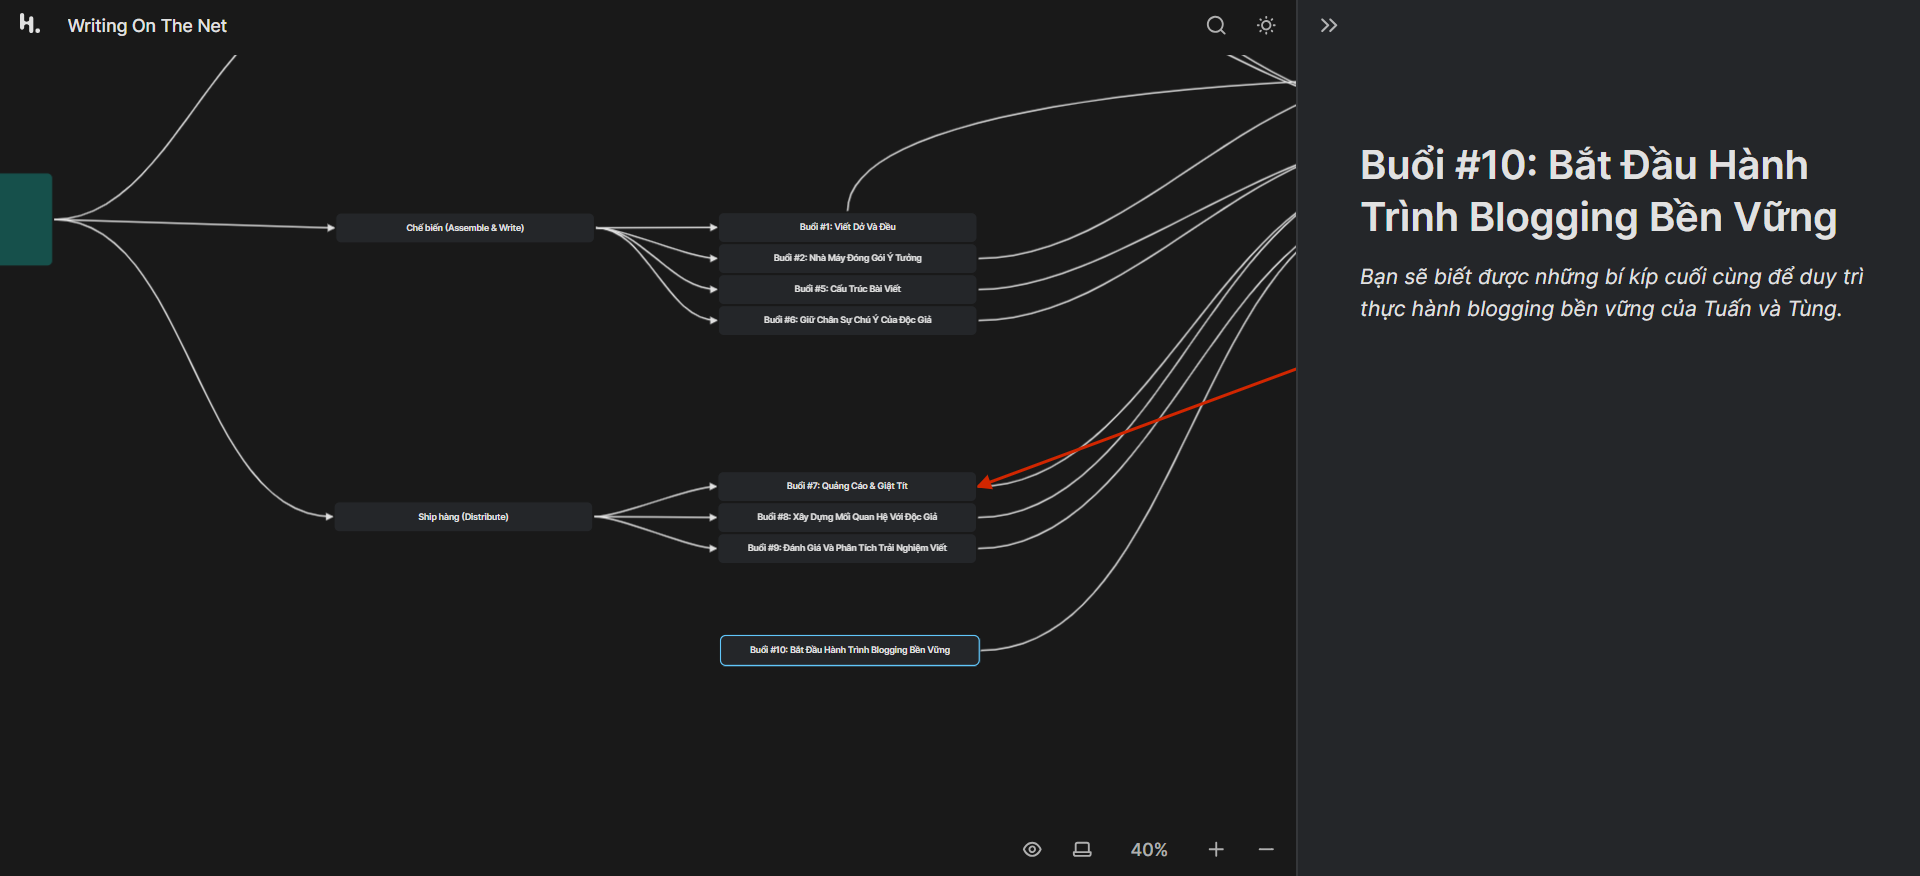 H.
Writing On The Net
Chế biến (Assemble & Write)
Buổi #1: Viết Dở Và Đều
Buổi #2: Nhà Máy Đóng Gói Ý Tưởng
Buổi #5: Cấu Trúc Bài Viết
Buổi #6: Giữ Chân Sự Chú Ý Của Độc Giả
Ship hàng (Distribute)
Buổi #7: Quảng Cáo & Giật Tít
Buổi #8: Xây Dựng Mối Quan Hệ Với Độc Giả
Buổi #9: Đánh Giá Và Phân Tích Trải Nghiệm Viết
Buổi #10: Bắt Đầu Hành Trình Blogging Bền Vững
40%
Buổi #10: Bắt Đầu Hành
Trình Blogging Bền Vững
Bạn sẽ biết được những bí kíp cuối cùng để duy trì
thực hành blogging bền vững của Tuấn và Tùng.